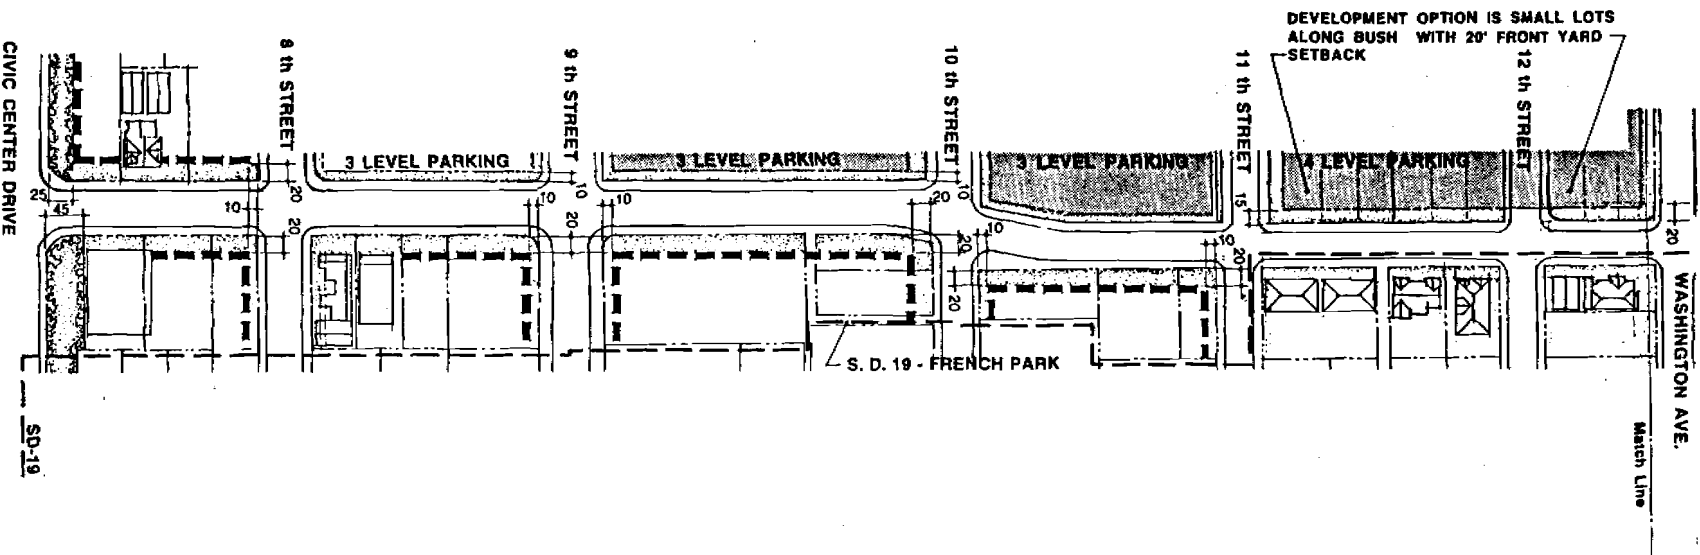 DEVELOPMENT OPTION IS SMALL LOTS
ALONG BUSH WITH 20' FRONT YARD
SETBACK
CIVIC CENTER DRIVE
8 th STREET
9 th STREET
10 th STREET
11 th STREET
12 th STREET
3 LEVEL PARKING
3 LEVEL PARKING
3 LEVEL PARKING
4 LEVEL PARKING
25
20
10
10
10
15
20
45
10
20
20
10
10
20
20
20
10
10
20
WASHINGTON AVE.
S. D. 19 - FRENCH PARK
SD-19
Match Line